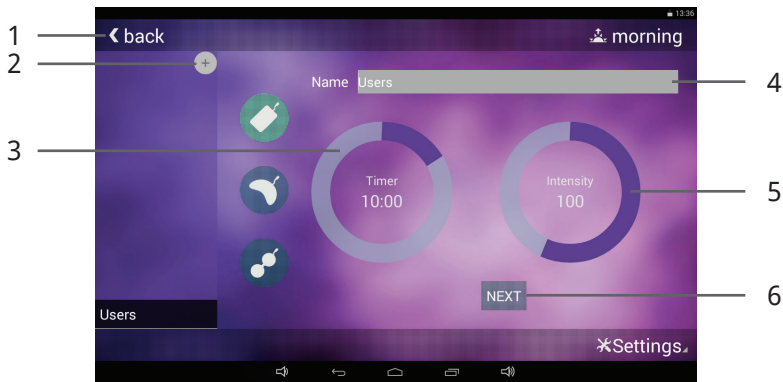 13:36
1
back
morning
2
+
Name Users
4
3
Timer
10:00
Intensity
100
5
NEXT
6
Users
Settings